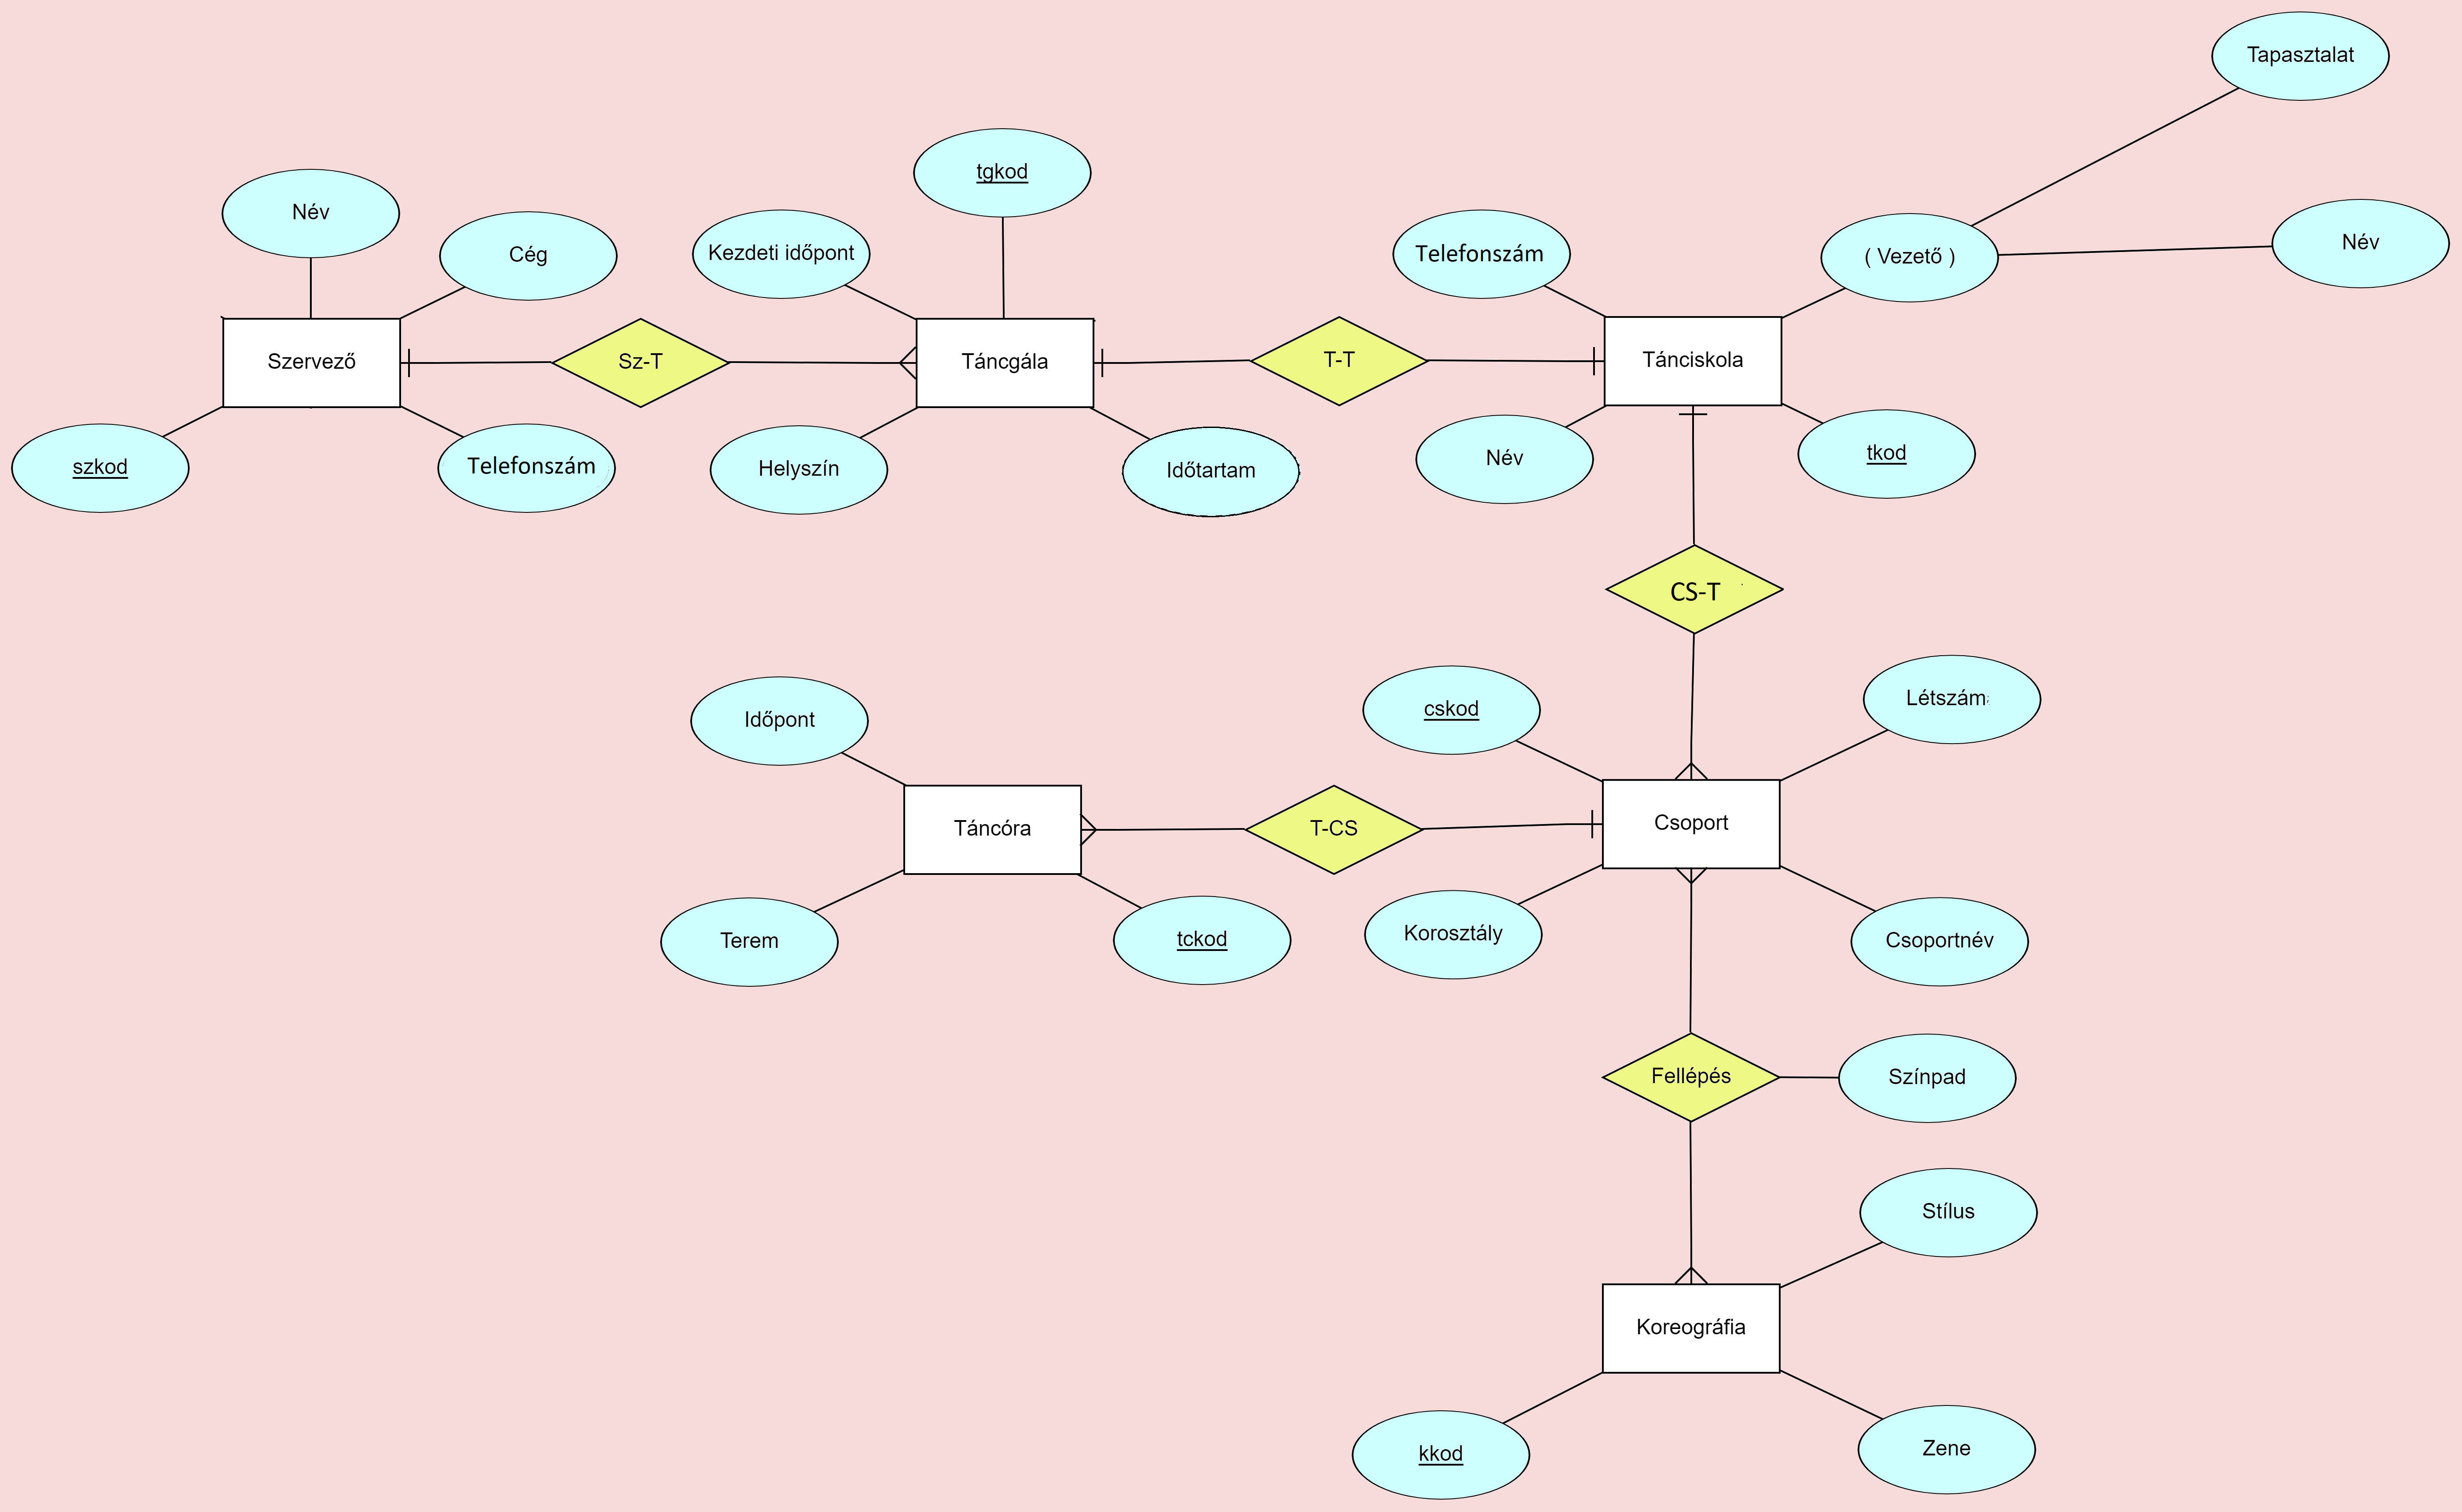 Tapasztalat
tgkod
Név
Cég
Kezdeti időpont
Telefonszám
( Vezető )
Név
Szervező
Sz-T
Táncgála
T-T
Tánciskola
szkod
Telefonszám
Helyszín
Időtartam
Név
tkod
CS-T
Időpont
cskod
Létszám
Táncóra
T-CS
Csoport
Terem
tckod
Korosztály
Csoportnév
Fellépés
Színpad
Stílus
Koreográfia
kkod
Zene